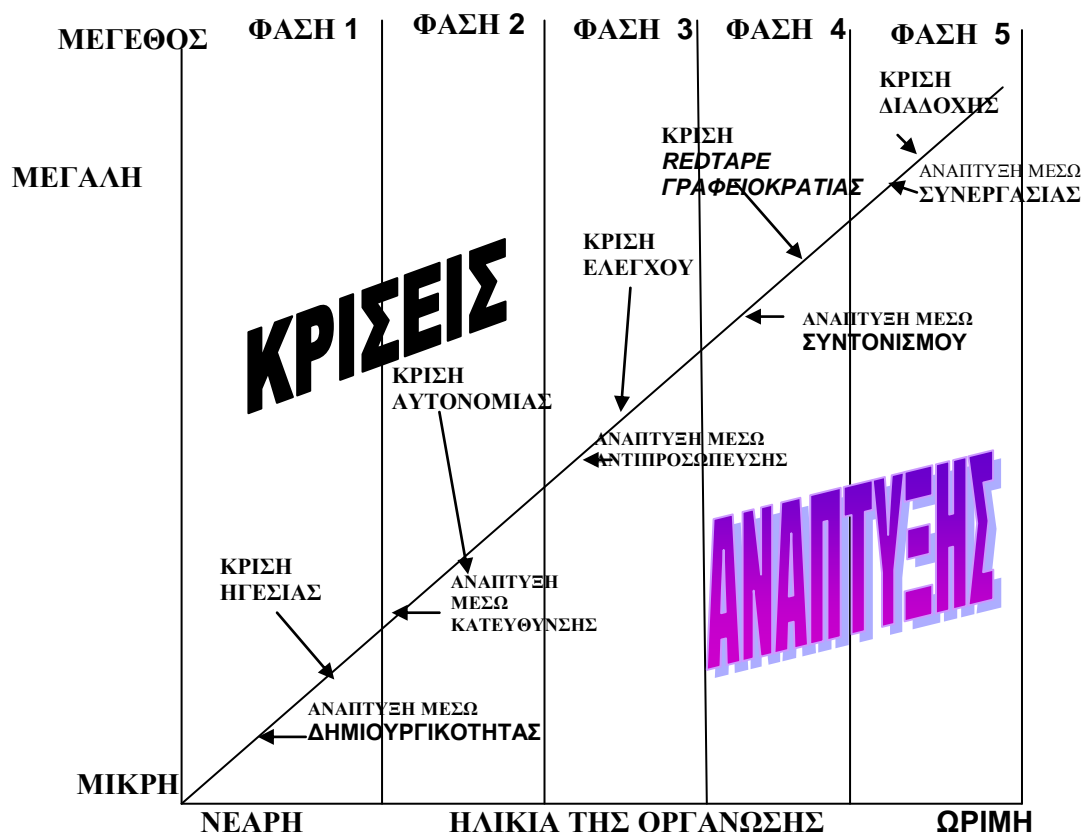 ΜΕΓΕΘΟΣ
ΦΑΣΗ 1
ΦΑΣΗ 2
ΦΑΣΗ 3
ΦΑΣΗ 4
ΦΑΣΗ 5
ΚΡΙΣΗ
ΔΙΑΔΟΧΗΣ
ΚΡΙΣΗ
REDTAPE
ΓΡΑΦΕΙΟΚΡΑΤΙΑΣ
ΜΕΓΑΛΗ
ΑΝΑΠΤΥΞΗ ΜΕΣΩ
ΣΥΝΕΡΓΑΣΙΑΣ
ΚΡΙΣΗ
ΕΛΕΓΧΟΥ
ΚΡΙΣΕΙΣ
ΑΝΑΠΤΥΞΗ ΜΕΣΩ
ΣΥΝΤΟΝΙΣΜΟΥ
ΚΡΙΣΗ
ΑΥΤΟΝΟΜΙΑΣ
ΑΝΑΠΤΥΞΗ ΜΕΣΩ
ΑΝΤΙΠΡΟΣΩΠΕΥΣΗΣ
ΑΝΑΠΤΥΞΗΣ
ΚΡΙΣΗ
ΗΓΕΣΙΑΣ
ΑΝΑΠΤΥΞΗ
ΜΕΣΩ
ΚΑΤΕΥΘΥΝΣΗΣ
ΑΝΑΠΤΥΞΗ ΜΕΣΩ
ΔΗΜΙΟΥΡΓΙΚΟΤΗΤΑΣ
ΜΙΚΡΗ
ΝΕΑΡΗ
ΗΛΙΚΙΑ ΤΗΣ ΟΡΓΑΝΩΣΗΣ
ΩΡΙΜΗ